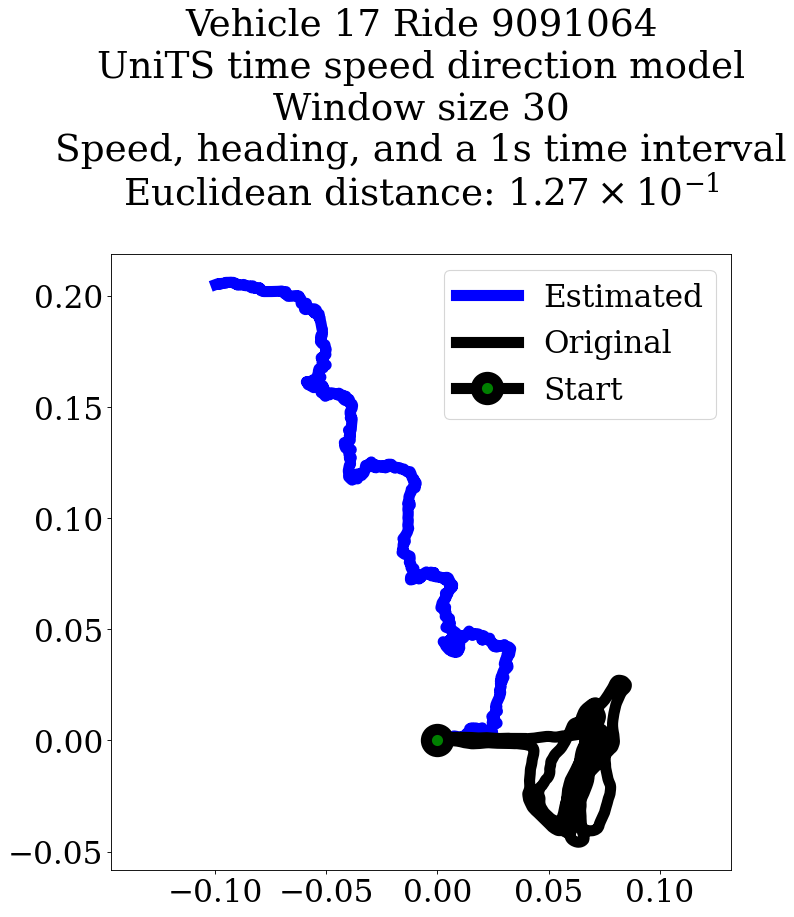 Vehicle 17 Ride 9091064
UniTS time speed direction model
Window size 30
Speed, heading, and a 1s time interval
Euclidean distance: 1.27 × 10⁻¹
Estimated
Original
Start
0.20
0.15
0.10
0.05
0.00
−0.05
−0.10 −0.05 0.00 0.05 0.10